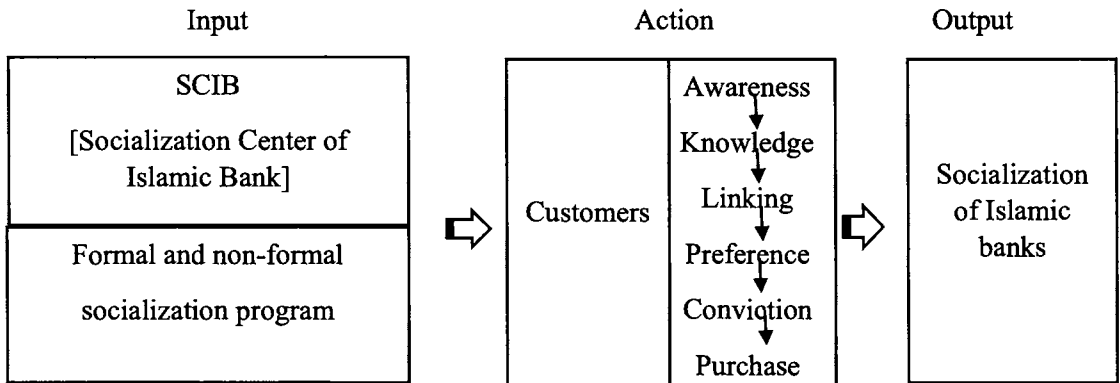 Input
Action
Output
SCIB
[Socialization Center of
Islamic Bank]
Formal and non-formal
socialization program
Customers
Awareness
Knowledge
Linking
Preference
Conviction
Purchase
Socialization
of Islamic
banks